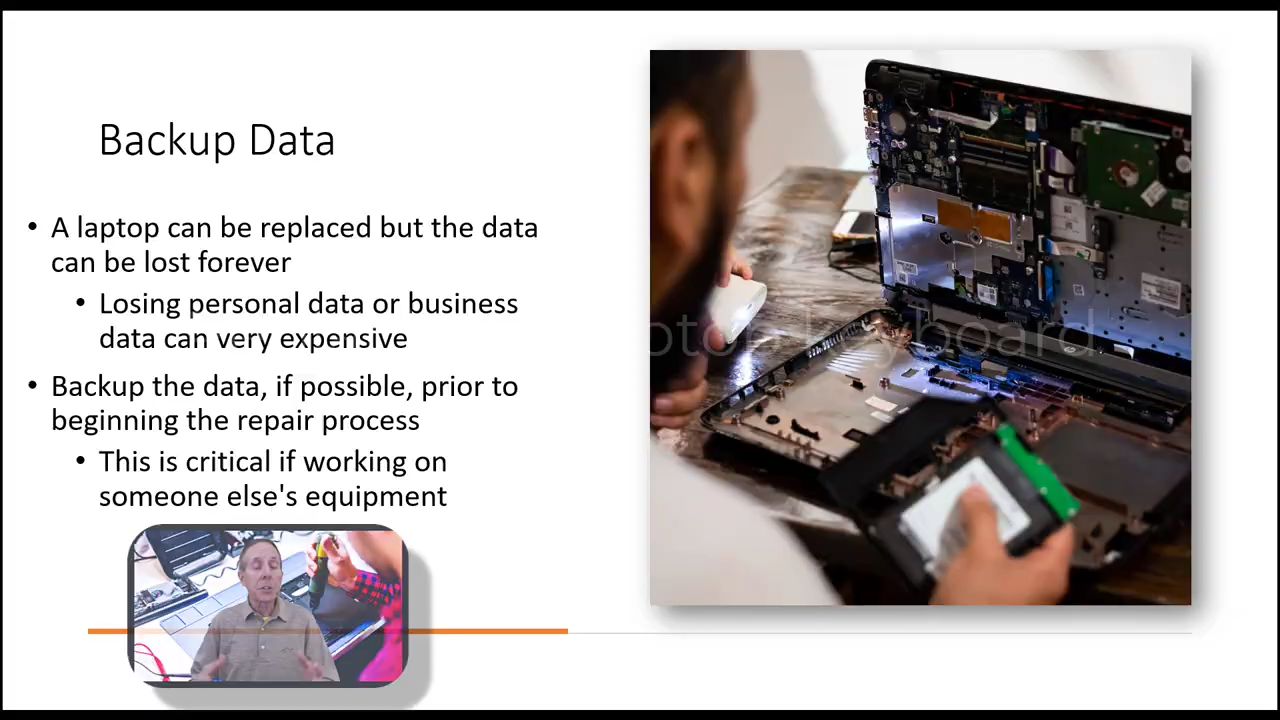 Backup Data
• A laptop can be replaced but the data
can be lost forever
• Losing personal data or business
data can very expensive
• Backup the data, if possible, prior to
beginning the repair process
• This is critical if working on
someone else's equipment
keyboard